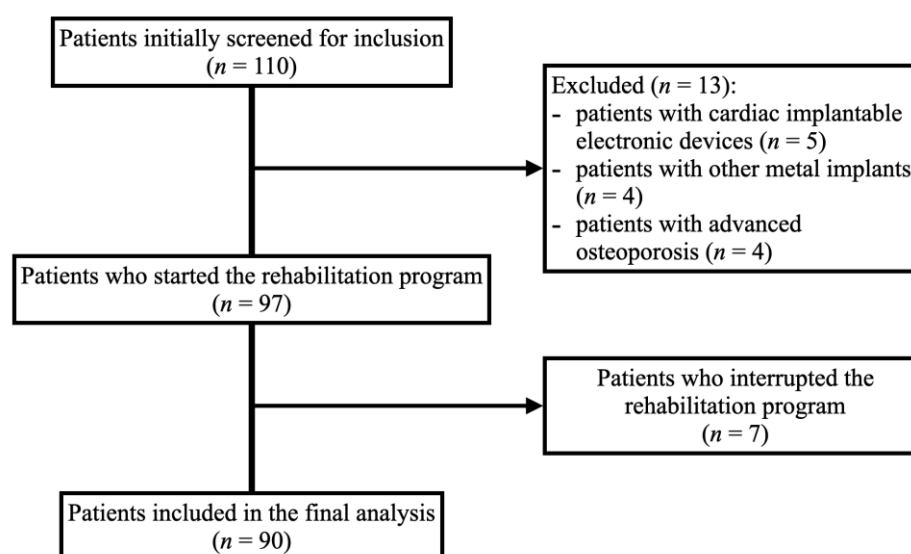 Patients initially screened for inclusion
(n = 110)
Excluded (n = 13):
- patients with cardiac implantable
electronic devices (n = 5)
- patients with other metal implants
(n = 4)
- patients with advanced
osteoporosis (n = 4)
Patients who started the rehabilitation program
(n = 97)
Patients who interrupted the
rehabilitation program
(n = 7)
Patients included in the final analysis
(n = 90)